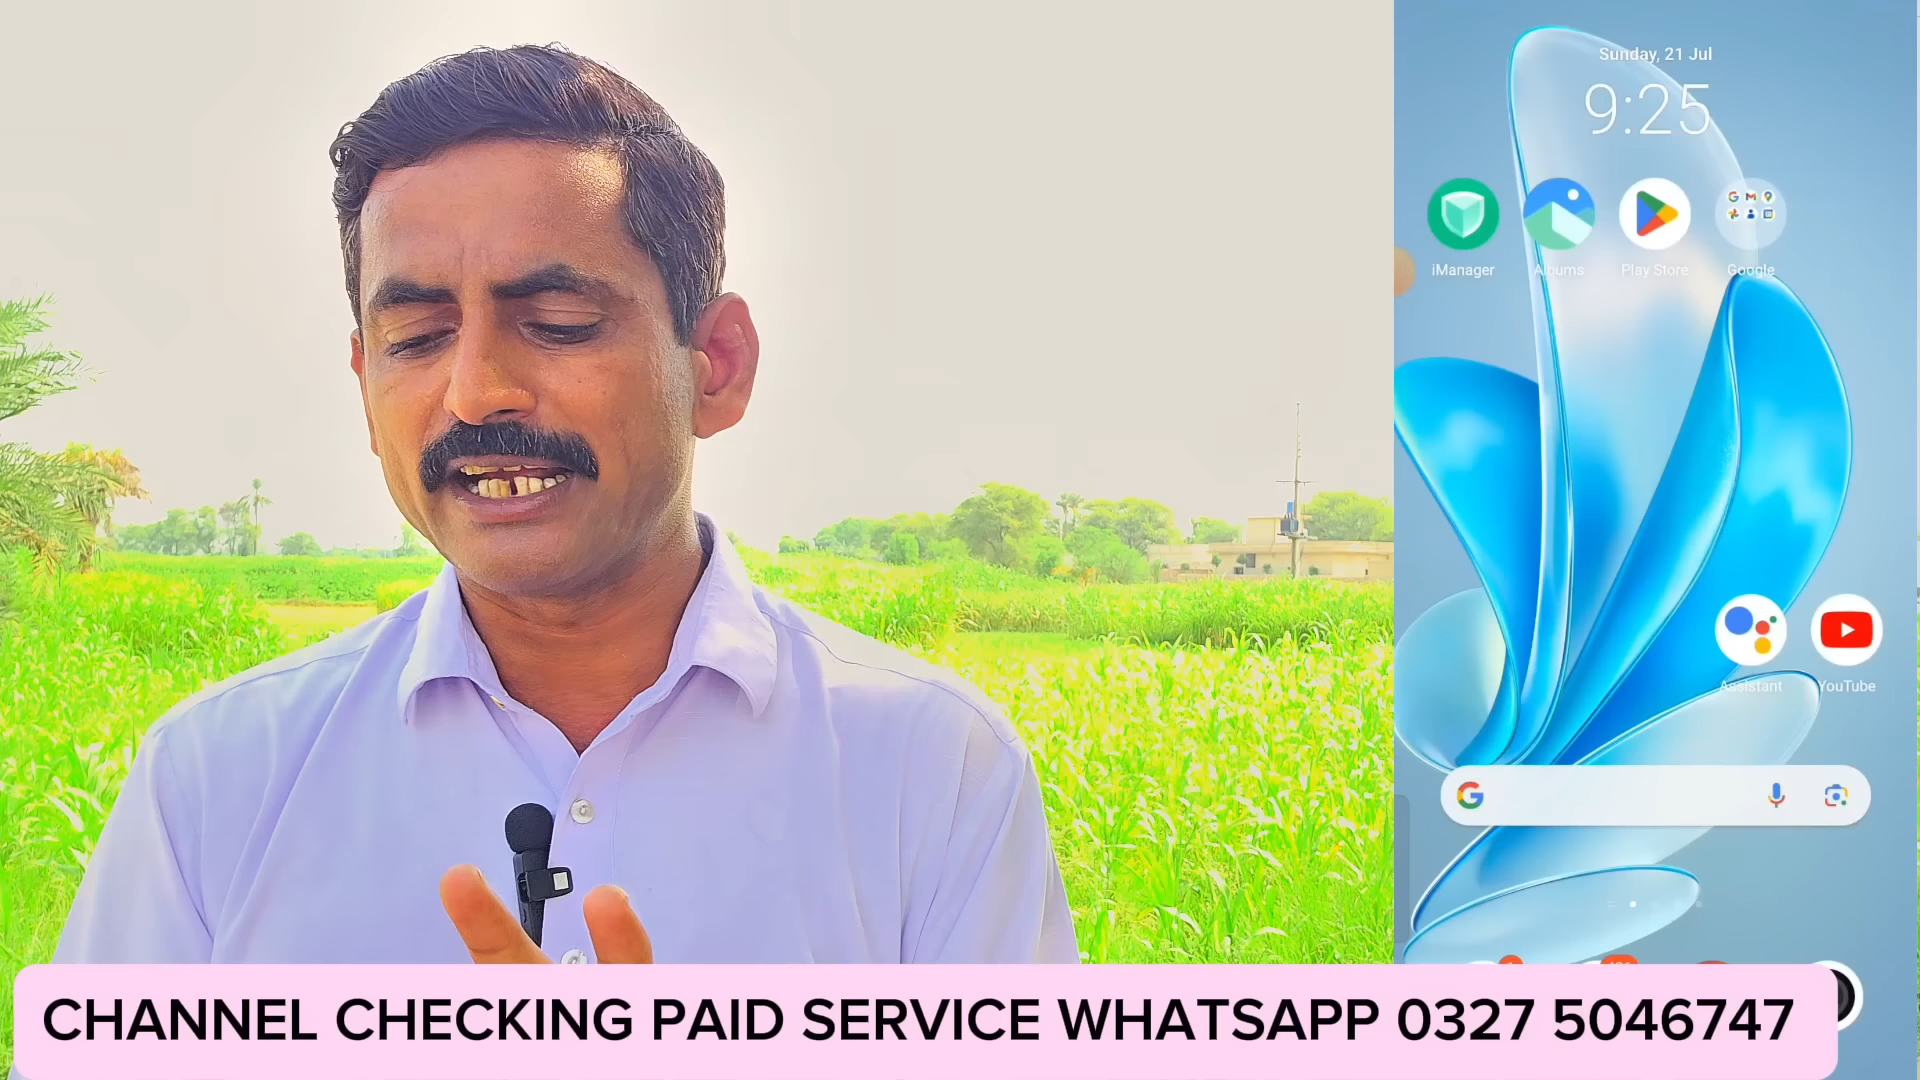 Sunday, 21 Jul
9:25
iManager
Albums
Play Store
Google
Assistant
YouTube
CHANNEL CHECKING PAID SERVICE WHATSAPP 0327 5046747